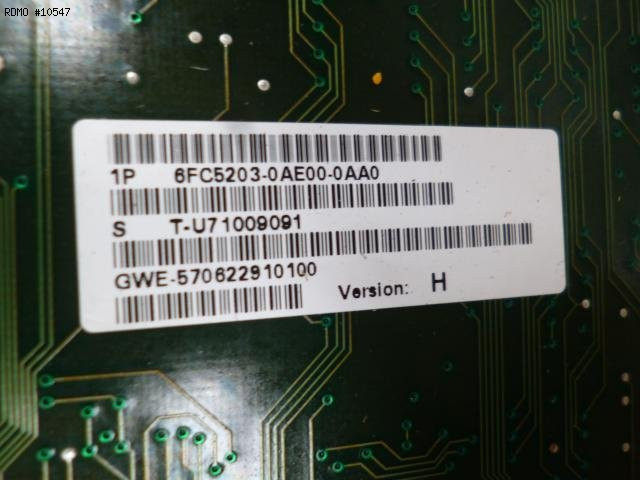 RDMO #10547
1P 6FC5203-0AE00-0AA0
S T-U71009091
GWE-570622910100
Version: H